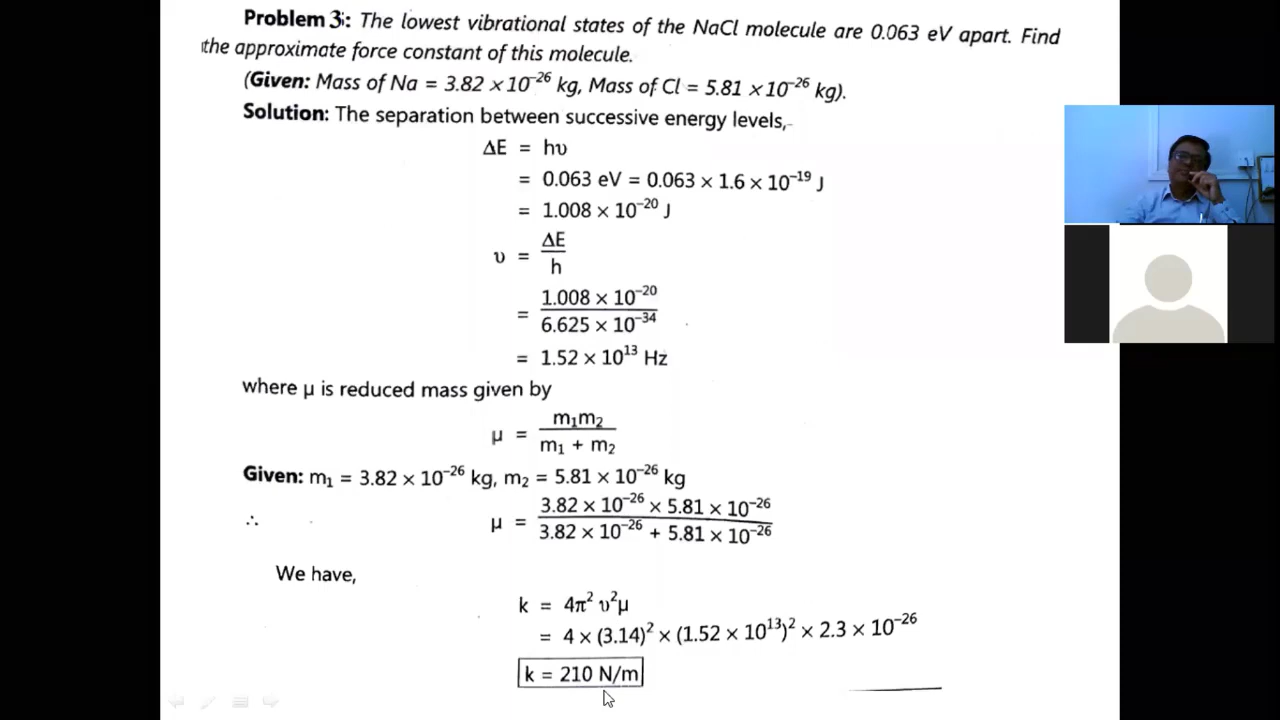 Problem 3: The lowest vibrational states of the NaCl molecule are 0.063 eV apart. Find
the approximate force constant of this molecule.
(Given: Mass of Na = 3.82 × 10⁻²⁶ kg, Mass of Cl = 5.81 × 10⁻²⁶ kg).
Solution: The separation between successive energy levels,
ΔE = hυ
= 0.063 eV = 0.063 × 1.6 × 10⁻¹⁹ J
= 1.008 × 10⁻²⁰ J
υ = ΔE / h
= 1.008 × 10⁻²⁰ / 6.625 × 10⁻³⁴
= 1.52 × 10¹³ Hz
where μ is reduced mass given by
μ = m₁m₂ / m₁ + m₂
Given: m₁ = 3.82 × 10⁻²⁶ kg, m₂ = 5.81 × 10⁻²⁶ kg
∴ μ = 3.82 × 10⁻²⁶ × 5.81 × 10⁻²⁶ / 3.82 × 10⁻²⁶ + 5.81 × 10⁻²⁶
We have,
k = 4π² υ²μ
= 4 × (3.14)² × (1.52 × 10¹³)² × 2.3 × 10⁻²⁶
k = 210 N/m